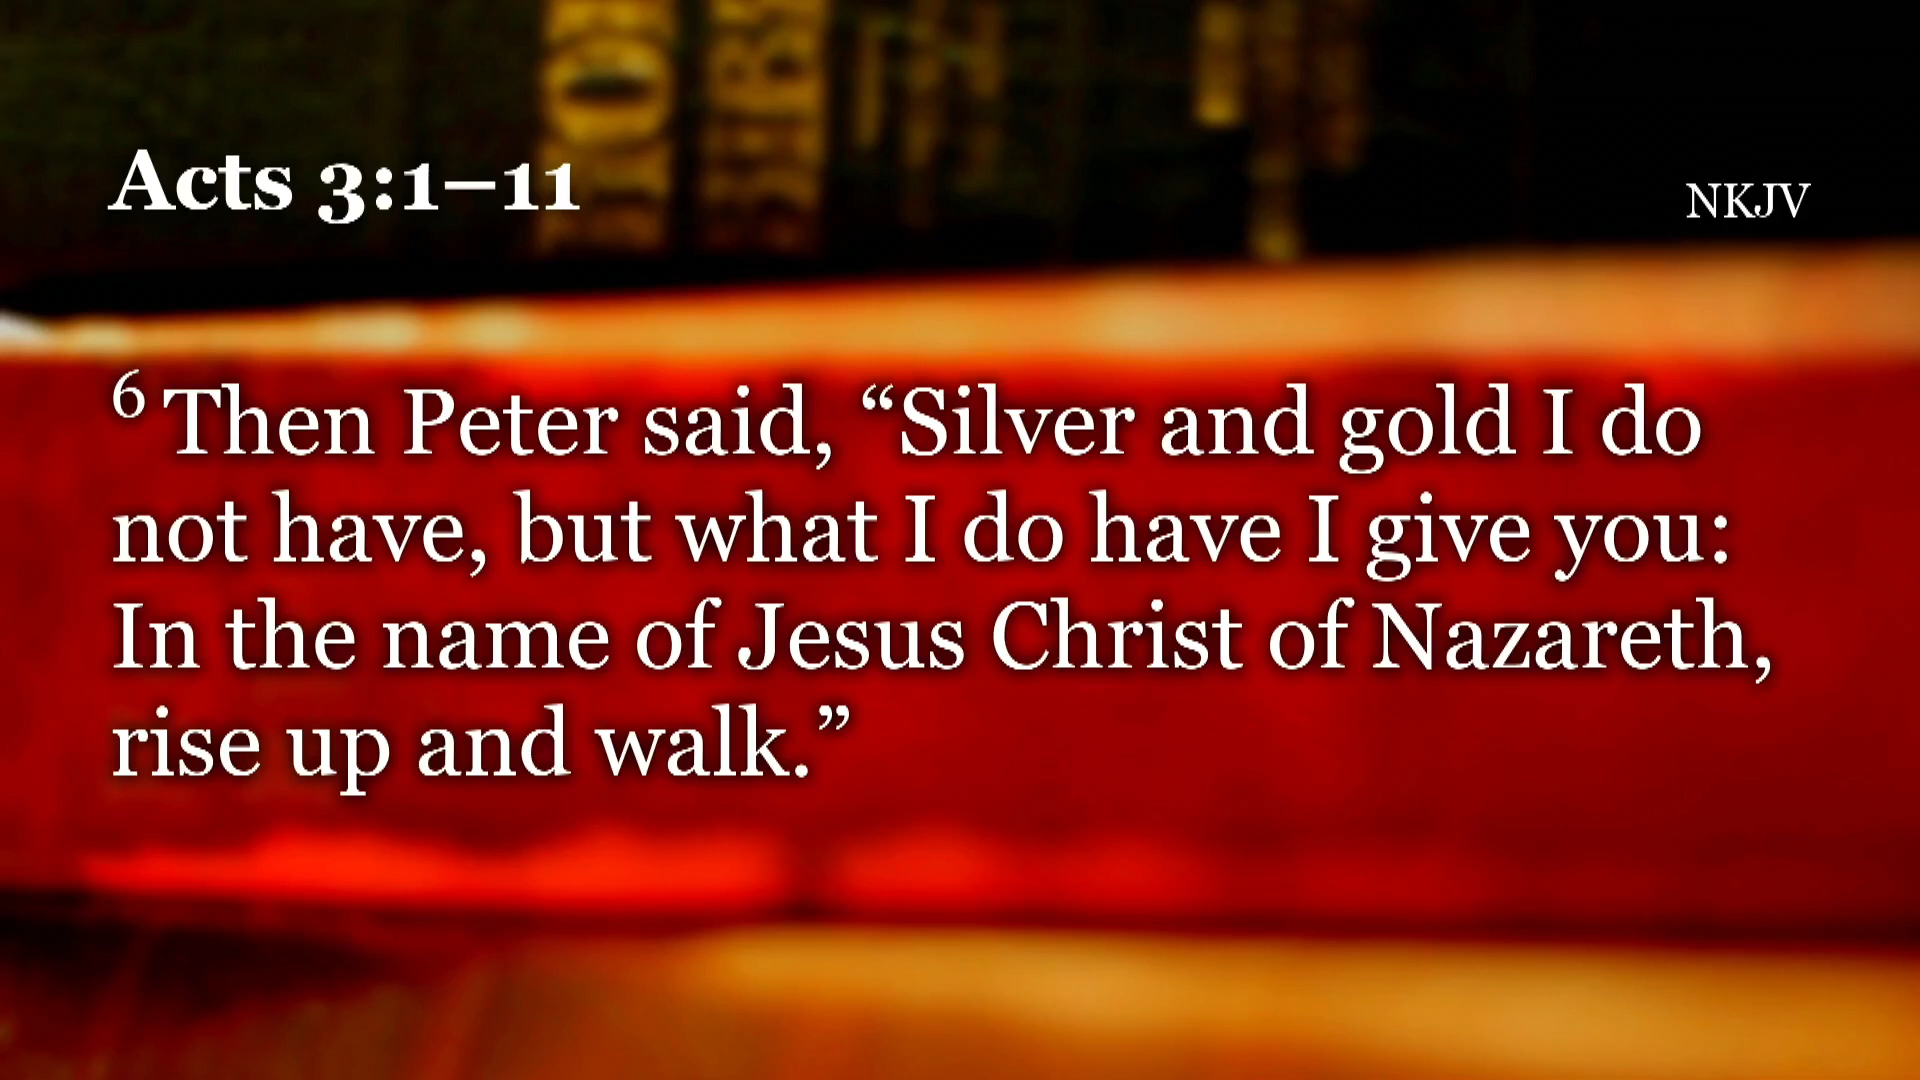 Acts 3:1–11
NKJV
6 Then Peter said, “Silver and gold I do
not have, but what I do have I give you:
In the name of Jesus Christ of Nazareth,
rise up and walk.”